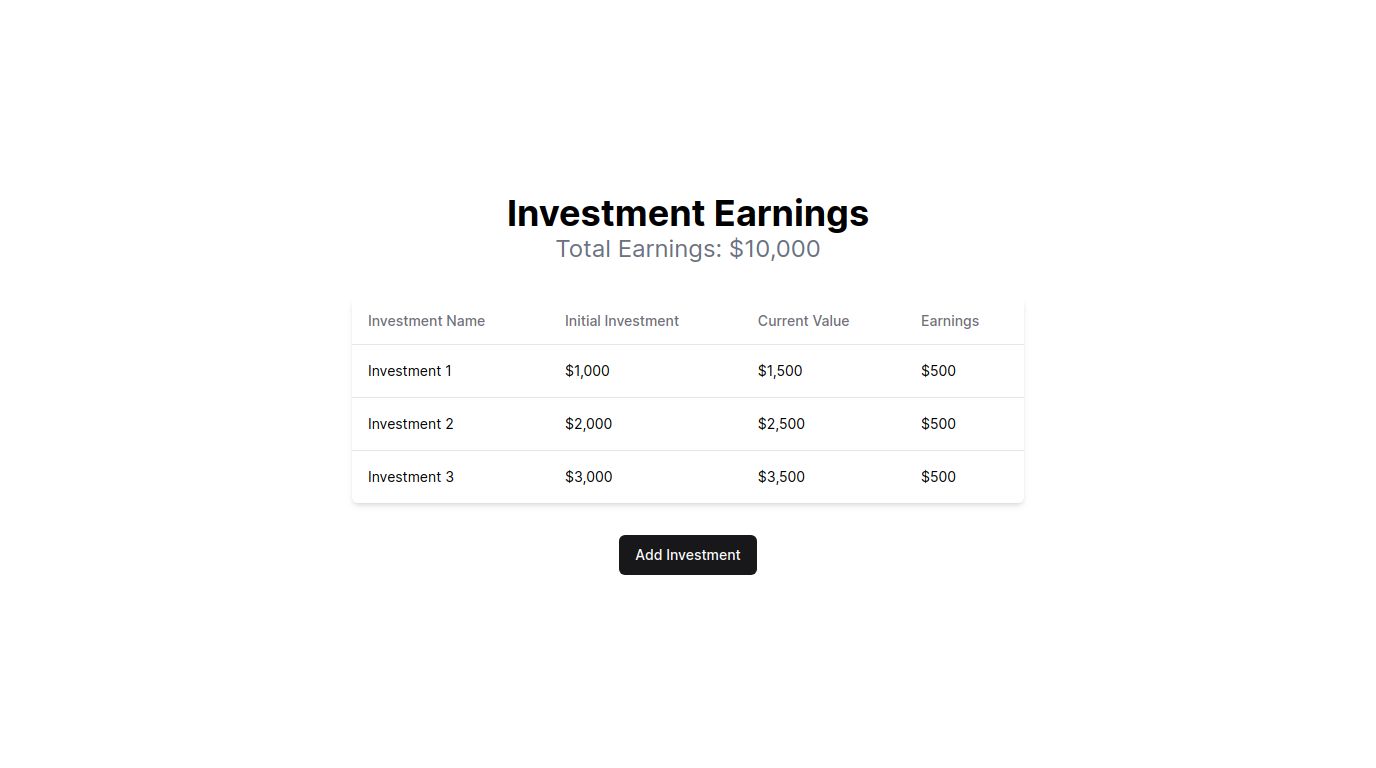 Investment Earnings
Total Earnings: $10,000
Investment Name Initial Investment Current Value Earnings
Investment 1 $1,000 $1,500 $500
Investment 2 $2,000 $2,500 $500
Investment 3 $3,000 $3,500 $500
Add Investment